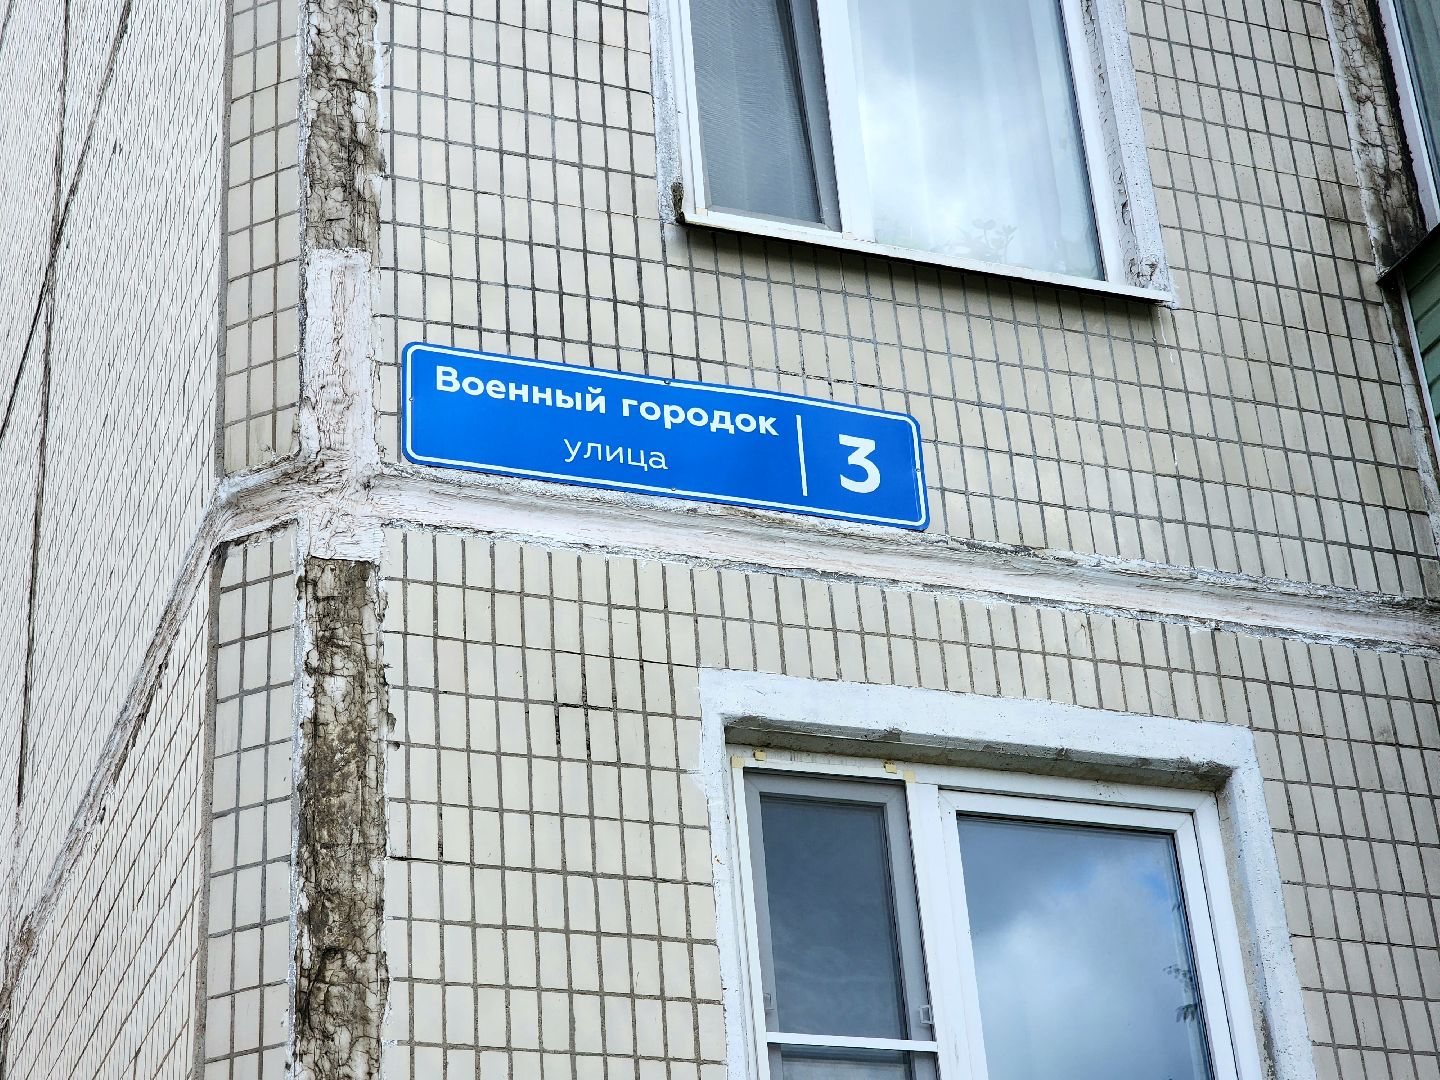 Военный городок
улица
3